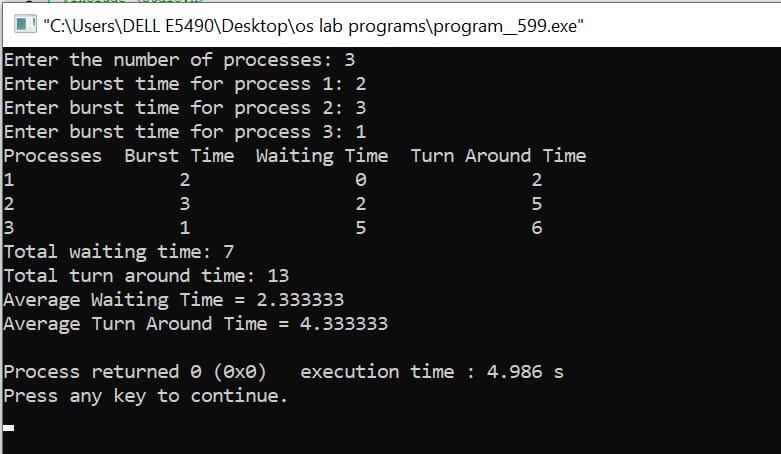 "C:\Users\DELL E5490\Desktop\os lab programs\program__599.exe"
Enter the number of processes: 3
Enter burst time for process 1: 2
Enter burst time for process 2: 3
Enter burst time for process 3: 1
Processes  Burst Time  Waiting Time  Turn Around Time
1              2              0              2
2              3              2              5
3              1              5              6
Total waiting time: 7
Total turn around time: 13
Average Waiting Time = 2.333333
Average Turn Around Time = 4.333333
Process returned 0 (0x0)   execution time : 4.986 s
Press any key to continue.